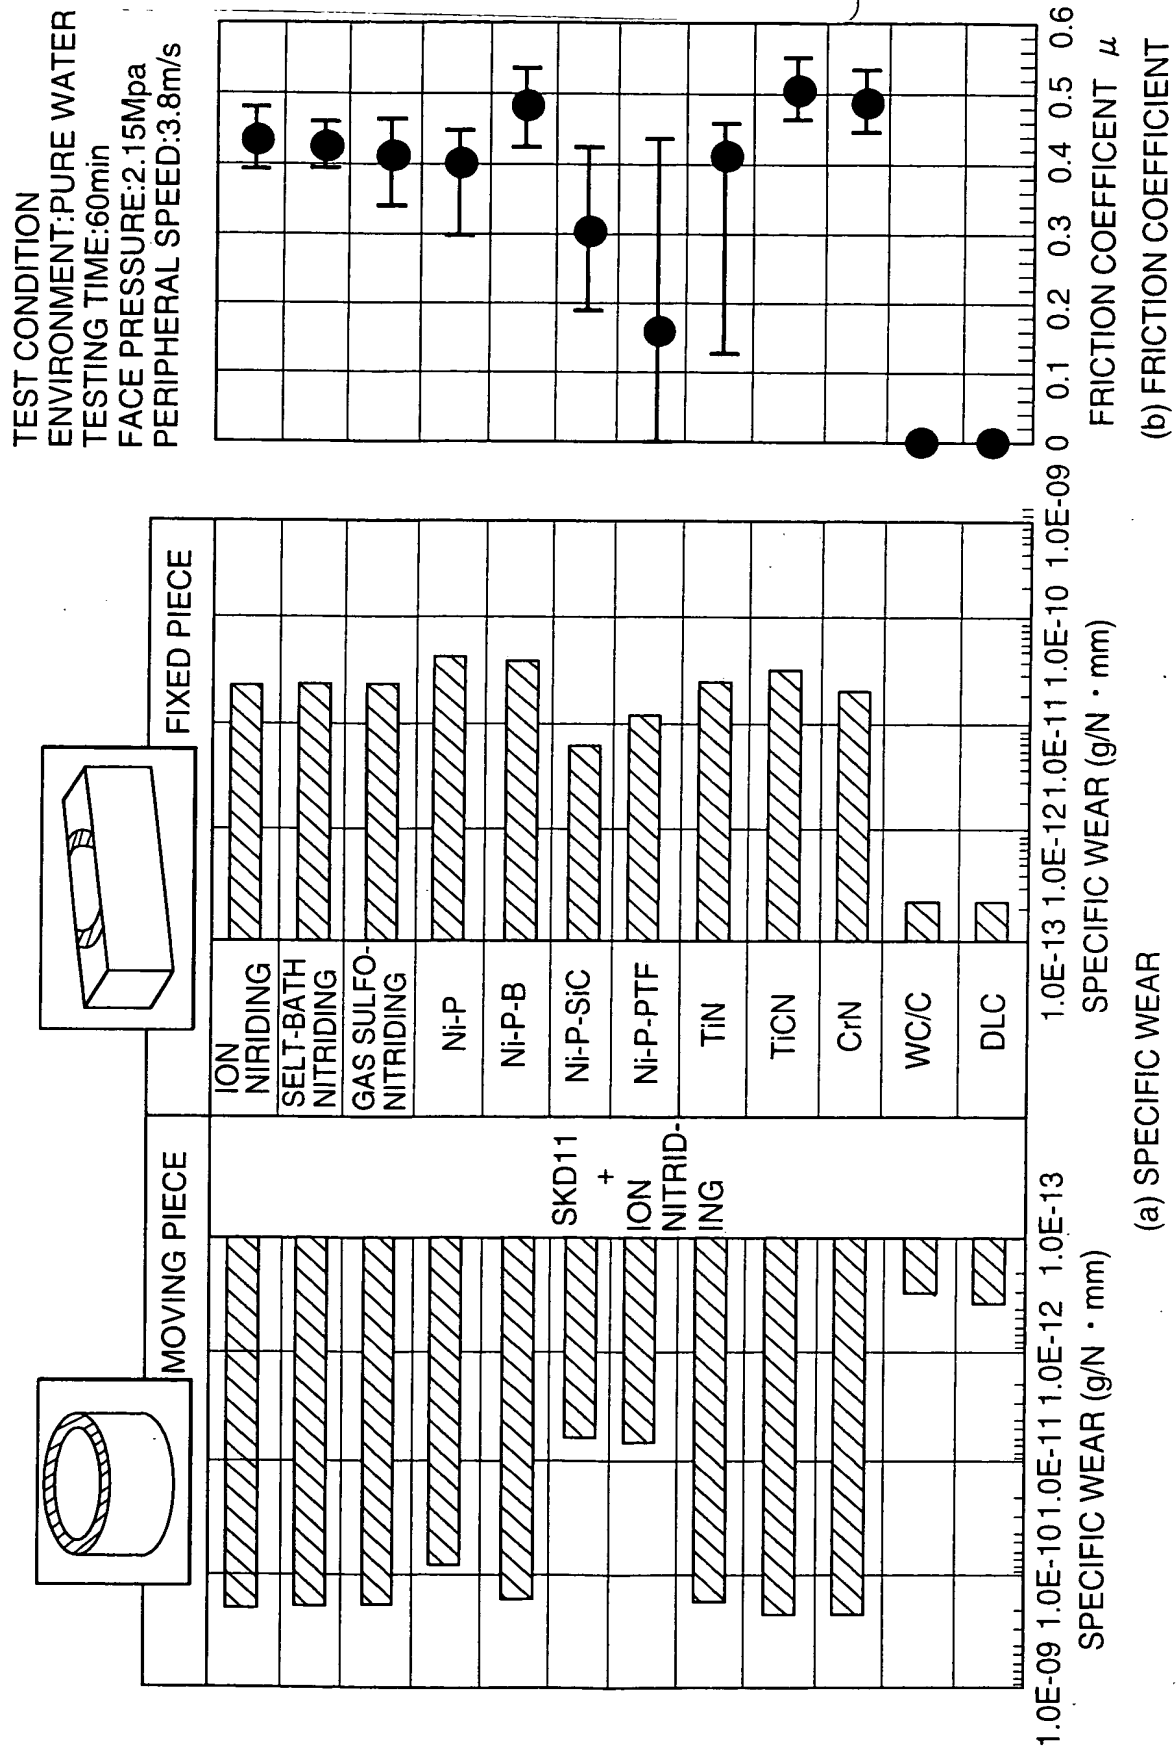 TEST CONDITION
ENVIRONMENT:PURE WATER
TESTING TIME:60min
FACE PRESSURE:2.15Mpa
PERIPHERAL SPEED:3.8m/s
MOVING PIECE
FIXED PIECE
ION
NIRIDING
SELT-BATH
NITRIDING
GAS SULFO-
NITRIDING
Ni-P
Ni-P-B
Ni-P-SiC
Ni-P-PTF
TiN
TiCN
CrN
WC/C
DLC
SKD11
+
ION
NITRID-
ING
1.0E-09 1.0E-10 1.0E-11 1.0E-12 1.0E-13
SPECIFIC WEAR (g/N・mm)
1.0E-13 1.0E-12 1.0E-11 1.0E-10 1.0E-09
SPECIFIC WEAR (g/N・mm)
0 0.1 0.2 0.3 0.4 0.5 0.6
FRICTION COEFFICIENT μ
(a) SPECIFIC WEAR
(b) FRICTION COEFFICIENT